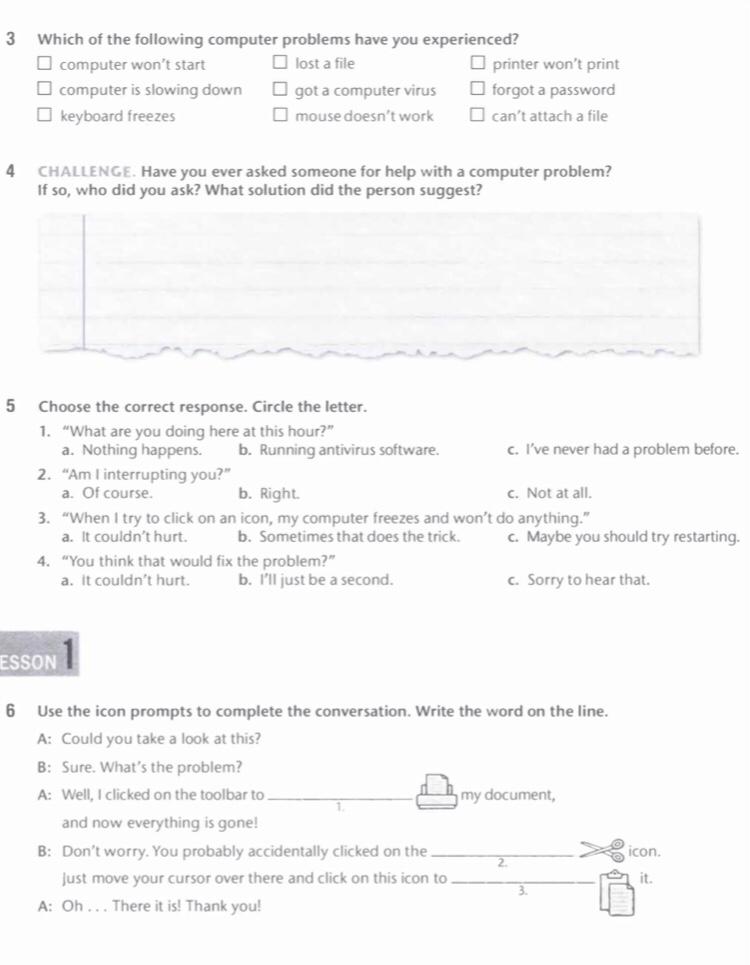 3 Which of the following computer problems have you experienced?
☐ computer won't start ☐ lost a file ☐ printer won't print
☐ computer is slowing down ☐ got a computer virus ☐ forgot a password
☐ keyboard freezes ☐ mouse doesn't work ☐ can't attach a file
4 CHALLENGE. Have you ever asked someone for help with a computer problem?
If so, who did you ask? What solution did the person suggest?
5 Choose the correct response. Circle the letter.
1. "What are you doing here at this hour?"
a. Nothing happens. b. Running antivirus software. c. I've never had a problem before.
2. "Am I interrupting you?"
a. Of course. b. Right. c. Not at all.
3. "When I try to click on an icon, my computer freezes and won't do anything."
a. It couldn't hurt. b. Sometimes that does the trick. c. Maybe you should try restarting.
4. "You think that would fix the problem?"
a. It couldn't hurt. b. I'll just be a second. c. Sorry to hear that.
ESSON 1
6 Use the icon prompts to complete the conversation. Write the word on the line.
A: Could you take a look at this?
B: Sure. What's the problem?
A: Well, I clicked on the toolbar to ____________ my document,
1.
and now everything is gone!
B: Don't worry. You probably accidentally clicked on the ____________ icon.
2.
Just move your cursor over there and click on this icon to ____________ it.
3.
A: Oh . . . There it is! Thank you!